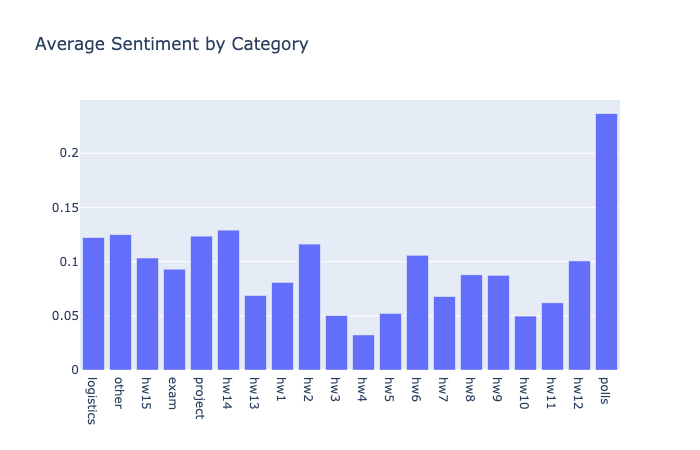 Average Sentiment by Category
0.2
0.15
0.1
0.05
0
logistics
other
hw15
exam
project
hw14
hw13
hw1
hw2
hw3
hw4
hw5
hw6
hw7
hw8
hw9
hw10
hw11
hw12
polls